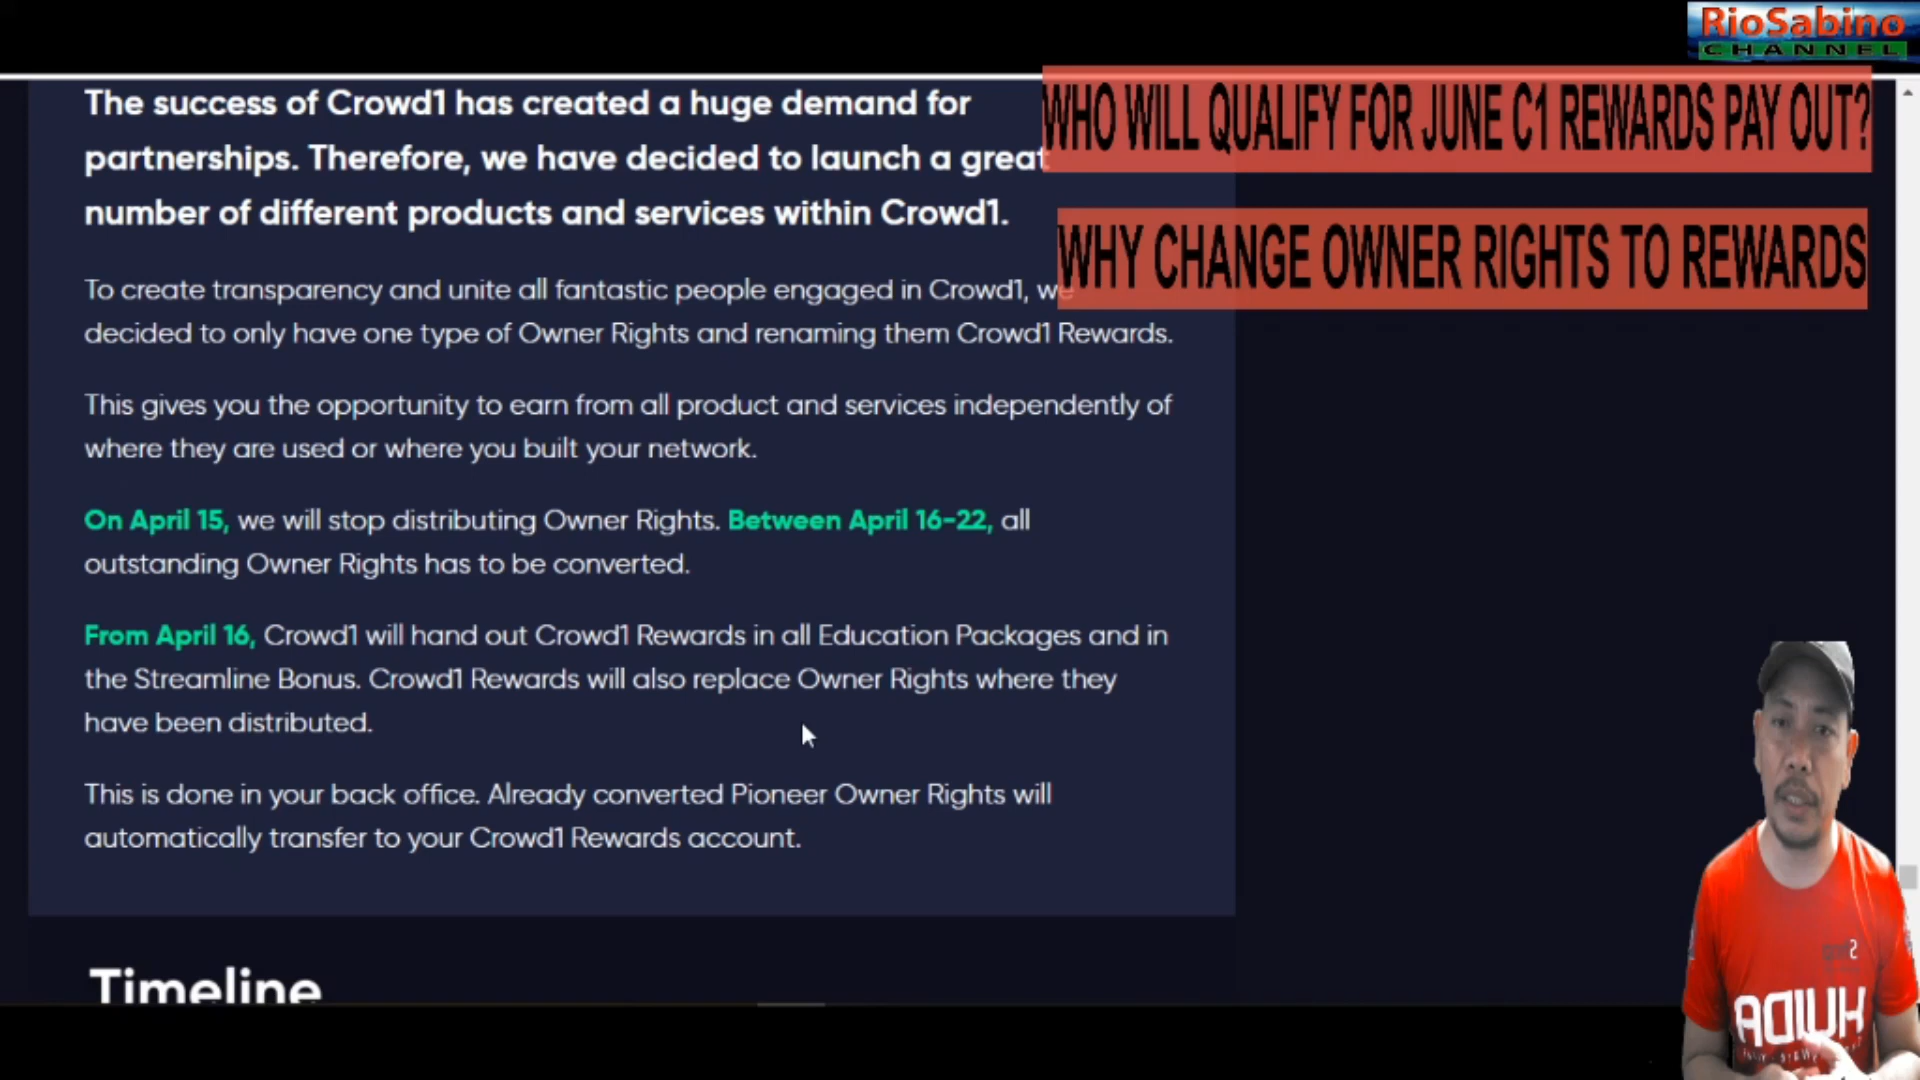 RioSabino
CHANNEL
WHO WILL QUALIFY FOR JUNE C1 REWARDS PAY OUT?
WHY CHANGE OWNER RIGHTS TO REWARDS
The success of Crowd1 has created a huge demand for
partnerships. Therefore, we have decided to launch a great
number of different products and services within Crowd1.
To create transparency and unite all fantastic people engaged in Crowd1, we
decided to only have one type of Owner Rights and renaming them Crowd1 Rewards.
This gives you the opportunity to earn from all product and services independently of
where they are used or where you built your network.
On April 15, we will stop distributing Owner Rights. Between April 16-22, all
outstanding Owner Rights has to be converted.
From April 16, Crowd1 will hand out Crowd1 Rewards in all Education Packages and in
the Streamline Bonus. Crowd1 Rewards will also replace Owner Rights where they
have been distributed.
This is done in your back office. Already converted Pioneer Owner Rights will
automatically transfer to your Crowd1 Rewards account.
Timeline